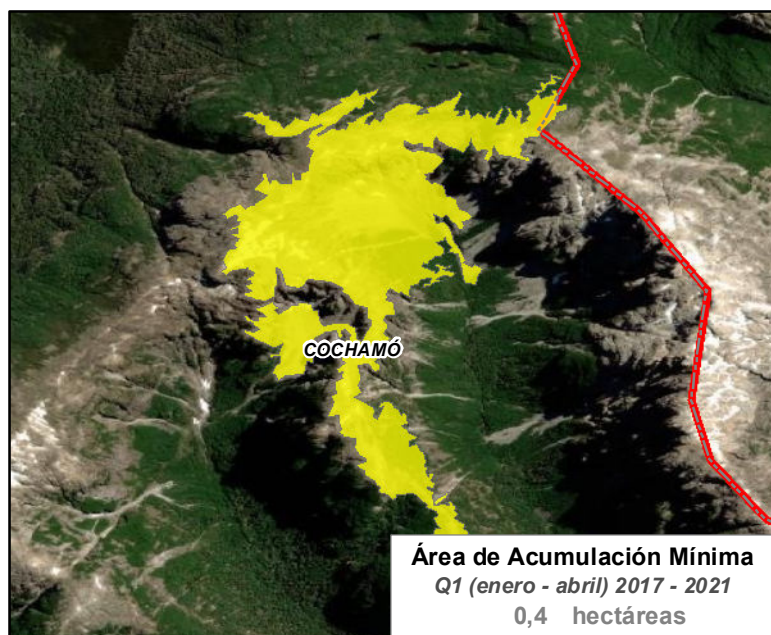 COCHAMÓ
Área de Acumulación Mínima
Q1 (enero - abril) 2017 - 2021
0,4 hectáreas